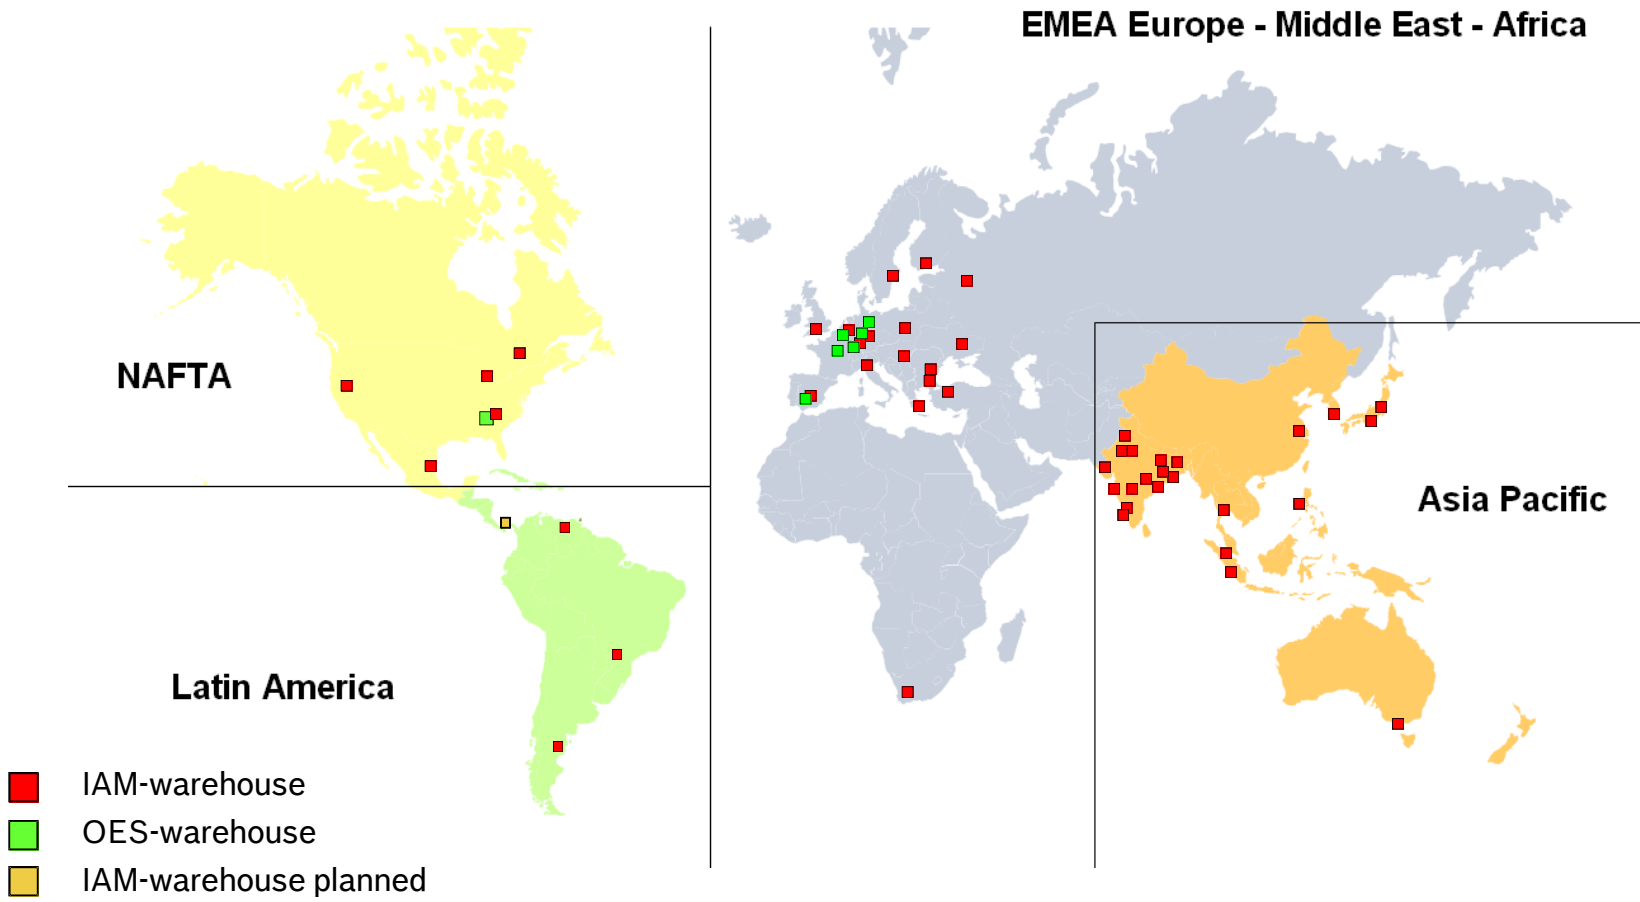 EMEA Europe - Middle East - Africa
NAFTA
Asia Pacific
Latin America
IAM-warehouse
OES-warehouse
IAM-warehouse planned